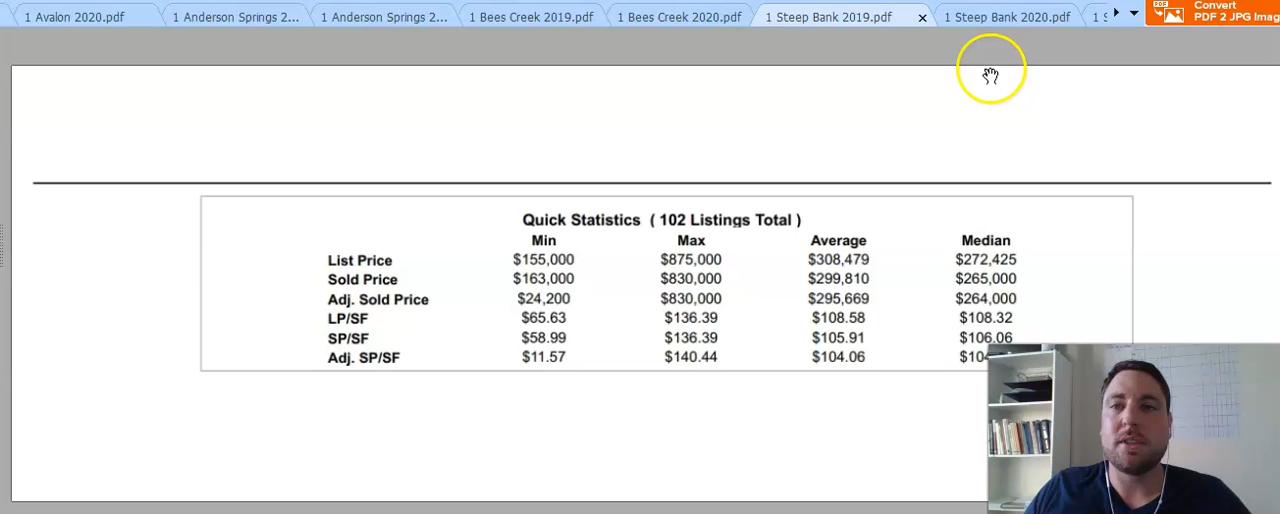 1 Avalon 2020.pdf
1 Anderson Springs 2...
1 Anderson Springs 2...
1 Bees Creek 2019.pdf
1 Bees Creek 2020.pdf
1 Steep Bank 2019.pdf
1 Steep Bank 2020.pdf
1 S
PDF
Convert
PDF 2 JPG Imag
Quick Statistics ( 102 Listings Total )
Min Max Average Median
List Price $155,000 $875,000 $308,479 $272,425
Sold Price $163,000 $830,000 $299,810 $265,000
Adj. Sold Price $24,200 $830,000 $295,669 $264,000
LP/SF $65.63 $136.39 $108.58 $108.32
SP/SF $58.99 $136.39 $105.91 $106.06
Adj. SP/SF $11.57 $140.44 $104.06